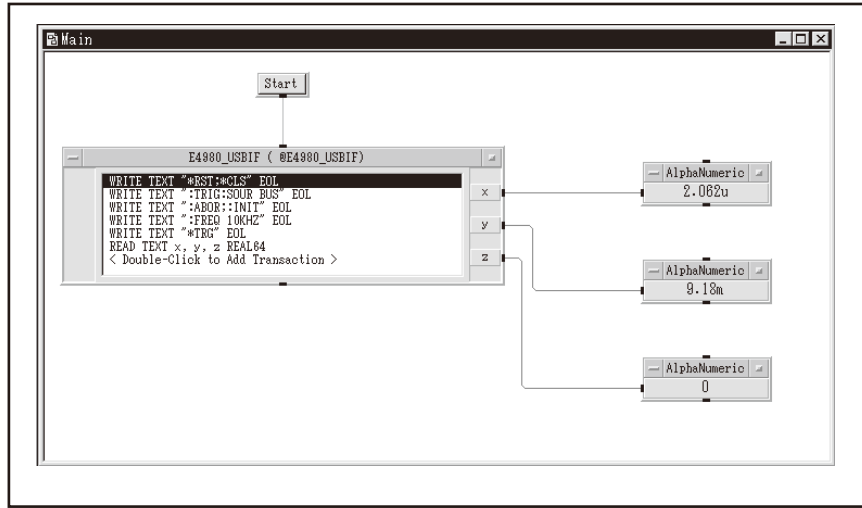 Main
Start
E4980_USBIF ( @E4980_USBIF)
WRITE TEXT "*RST;*CLS" EOL
WRITE TEXT ":TRIG:SOUR BUS" EOL
WRITE TEXT ":ABOR;:INIT" EOL
WRITE TEXT ":FREQ 10KHZ" EOL
WRITE TEXT "*TRG" EOL
READ TEXT x, y, z REAL64
< Double-Click to Add Transaction >
x
y
z
AlphaNumeric
2.062u
AlphaNumeric
9.18m
AlphaNumeric
0